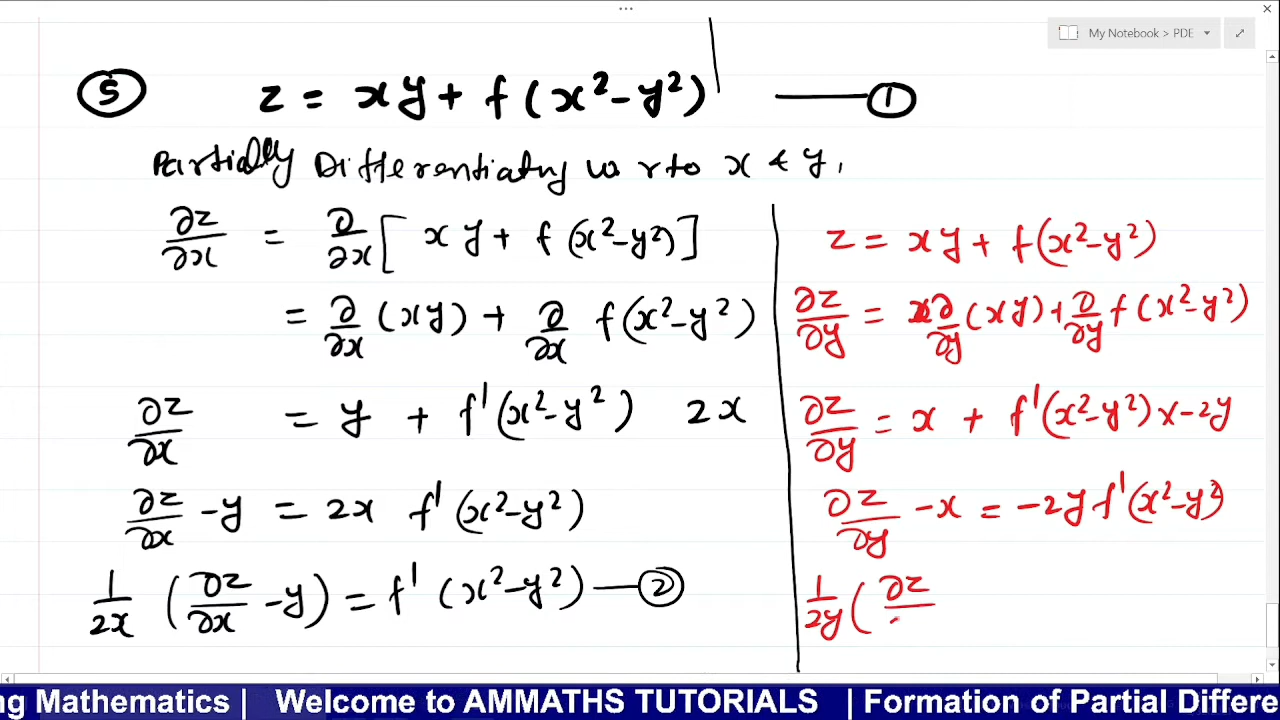 My Notebook > PDE
5 z = xy + f(x²-y²) —— 1
Partially Differentiatng w r to x & y,
∂z/∂x = ∂/∂x [ xy + f(x²-y²)]
= ∂/∂x (xy) + ∂/∂x f(x²-y²)
∂z/∂x = y + f'(x²-y²) 2x
∂z/∂x -y = 2x f'(x²-y²)
1/2x (∂z/∂x -y) = f'(x²-y²) — 2
z = xy + f(x²-y²)
∂z/∂y = ∂/∂y (xy) + ∂/∂y f(x²-y²)
∂z/∂y = x + f'(x²-y²) x -2y
∂z/∂y -x = -2y f'(x²-y²)
1/2y ( ∂z
ng Mathematics | Welcome to AMMATHS TUTORIALS | Formation of Partial Differe